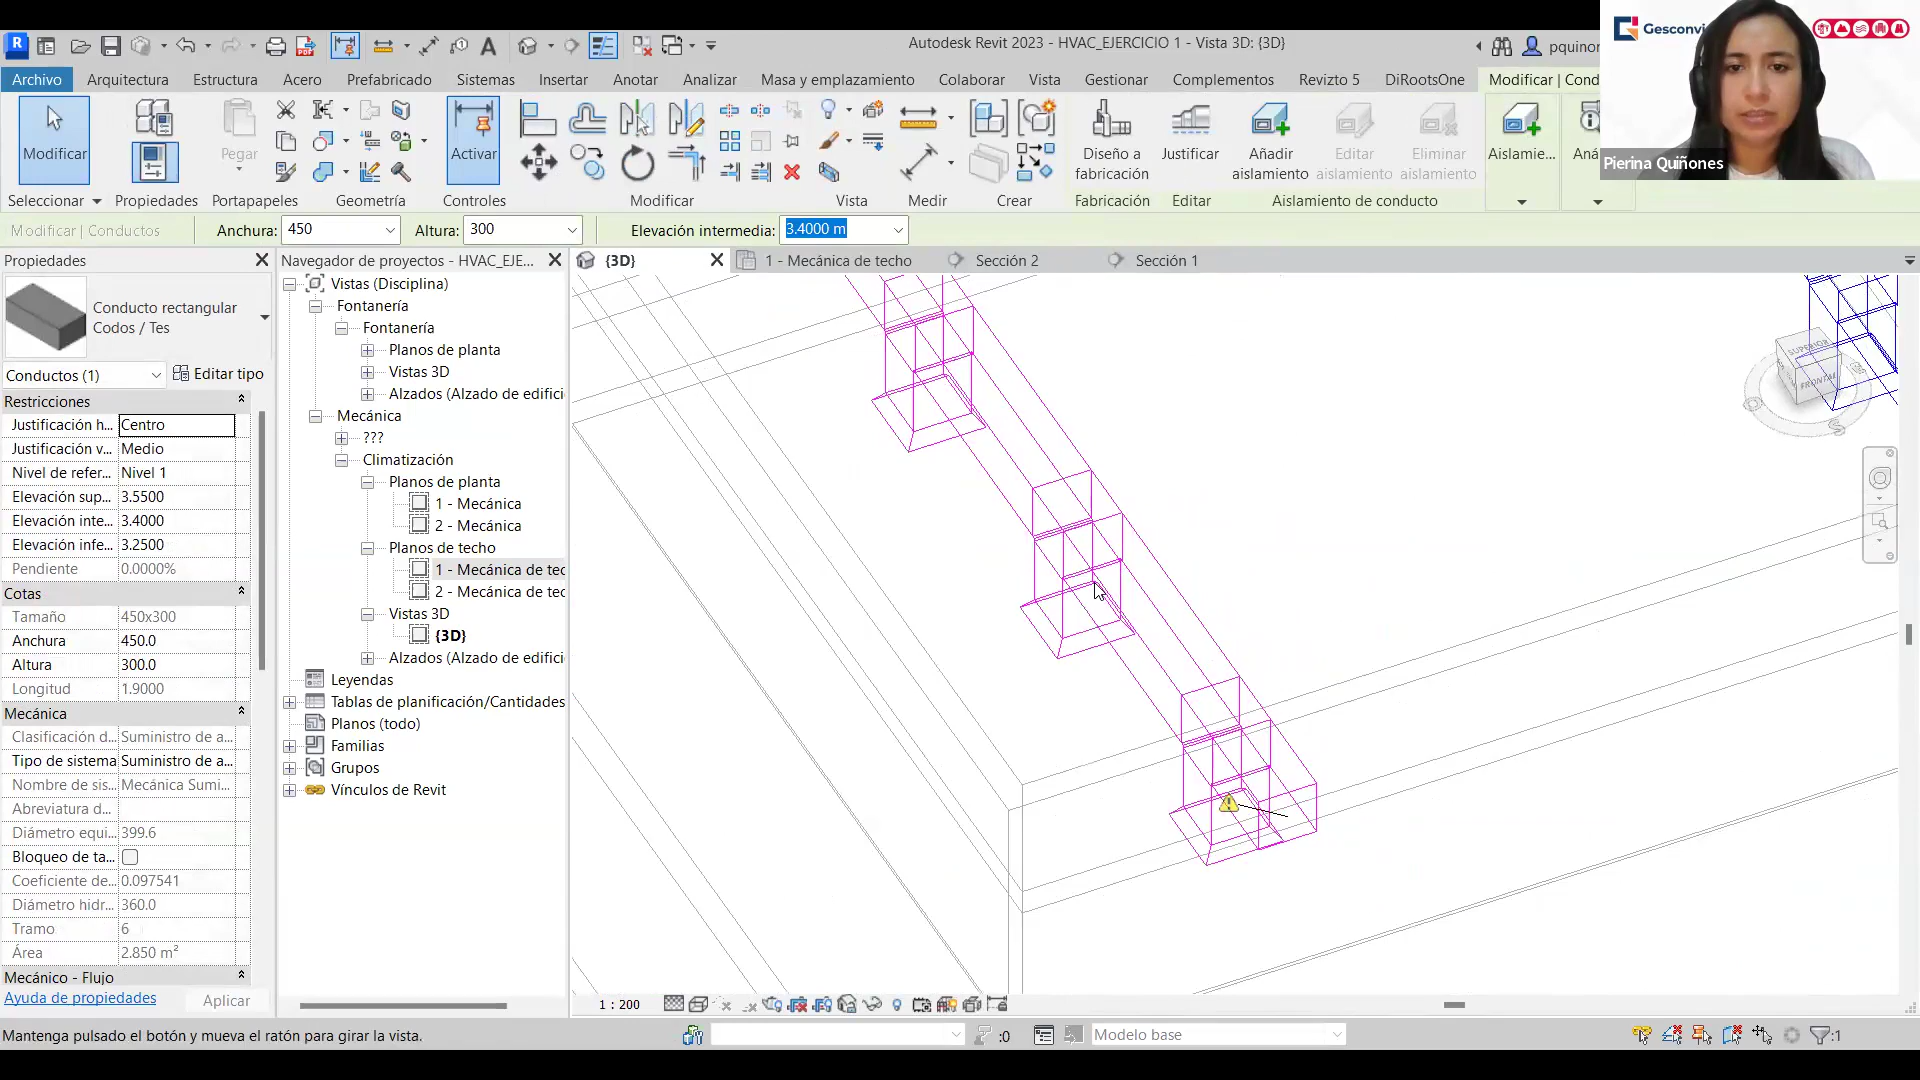 Autodesk Revit 2023 - HVAC_EJERCICIO 1 - Vista 3D: {3D}
pquinor
Gesconvi
Archivo
Arquitectura
Estructura
Acero
Prefabricado
Sistemas
Insertar
Anotar
Analizar
Masa y emplazamiento
Colaborar
Vista
Gestionar
Complementos
Revizto 5
DiRootsOne
Modificar | Cond
Modificar
Pegar
Activar
Diseño a
fabricación
Justificar
Añadir
aislamiento
Editar
aislamiento
Eliminar
aislamiento
Aislamie...
Aná
Pierina Quiñones
Seleccionar
Propiedades
Portapapeles
Geometría
Controles
Modificar
Vista
Medir
Crear
Fabricación
Editar
Aislamiento de conducto
Modificar | Conductos
Anchura: 450
Altura: 300
Elevación intermedia: 3.4000 m
Propiedades
Navegador de proyectos - HVAC_EJE...
{3D}
1 - Mecánica de techo
Sección 2
Sección 1
Conducto rectangular
Codos / Tes
Conductos (1)
Editar tipo
Restricciones
Justificación h... Centro
Justificación v... Medio
Nivel de refer... Nivel 1
Elevación sup... 3.5500
Elevación inte... 3.4000
Elevación infe... 3.2500
Pendiente 0.0000%
Cotas
Tamaño 450x300
Anchura 450.0
Altura 300.0
Longitud 1.9000
Mecánica
Clasificación d... Suministro de a...
Tipo de sistema Suministro de a...
Nombre de sis... Mecánica Sumi...
Abreviatura d...
Diámetro equi... 399.6
Bloqueo de ta...
Coeficiente de... 0.097541
Diámetro hidr... 360.0
Tramo 6
Área 2.850 m²
Mecánico - Flujo
Ayuda de propiedades
Aplicar
Vistas (Disciplina)
Fontanería
Fontanería
Planos de planta
Vistas 3D
Alzados (Alzado de edifici
Mecánica
???
Climatización
Planos de planta
1 - Mecánica
2 - Mecánica
Planos de techo
1 - Mecánica de tec
2 - Mecánica de tec
Vistas 3D
{3D}
Alzados (Alzado de edifici
Leyendas
Tablas de planificación/Cantidades
Planos (todo)
Familias
Grupos
Vínculos de Revit
SUPERIOR
FRONTAL
1 : 200
Mantenga pulsado el botón y mueva el ratón para girar la vista.
:0
Modelo base
:1